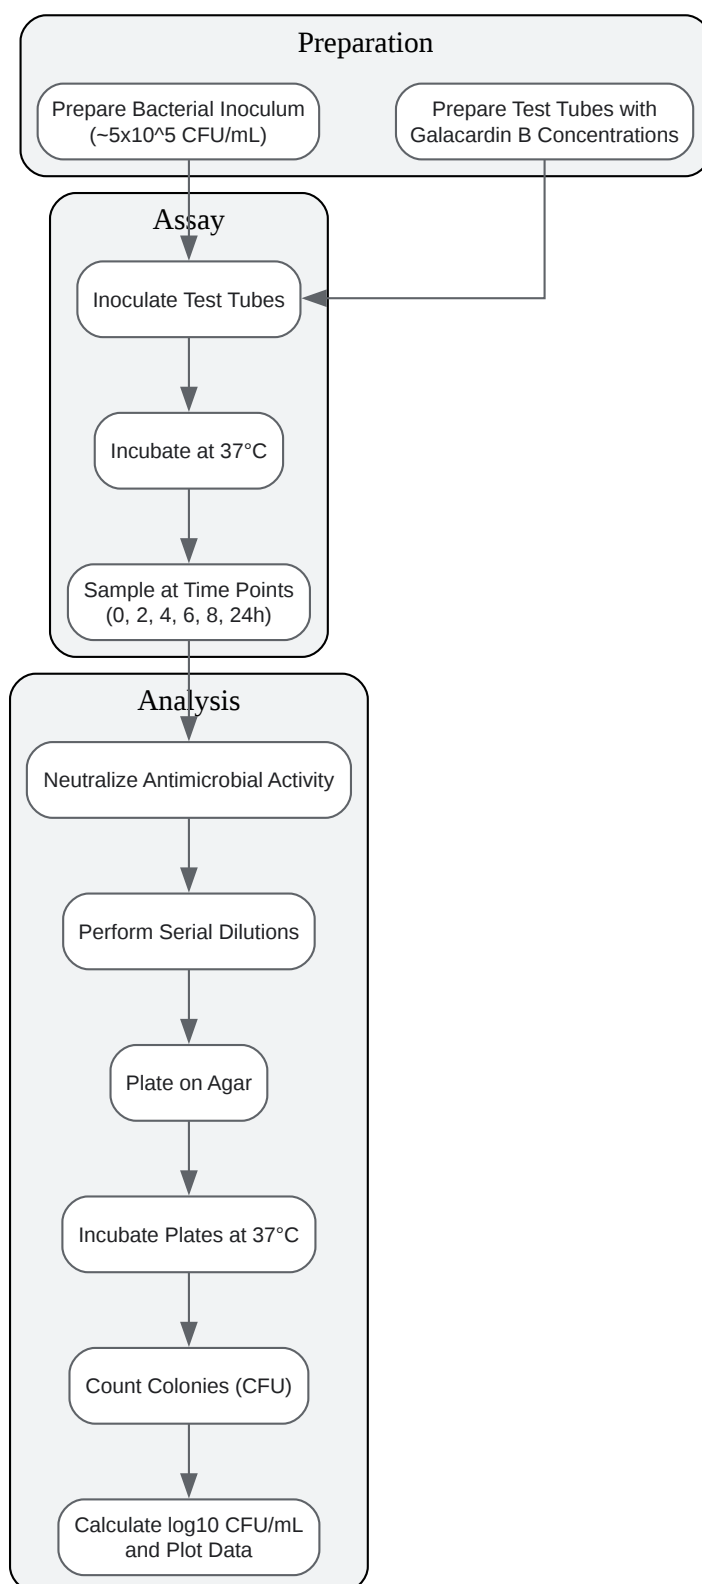 Preparation
Prepare Bacterial Inoculum
(~5x10^5 CFU/mL)
Prepare Test Tubes with
Galacardin B Concentrations
Assay
Inoculate Test Tubes
Incubate at 37°C
Sample at Time Points
(0, 2, 4, 6, 8, 24h)
Analysis
Neutralize Antimicrobial Activity
Perform Serial Dilutions
Plate on Agar
Incubate Plates at 37°C
Count Colonies (CFU)
Calculate log10 CFU/mL
and Plot Data